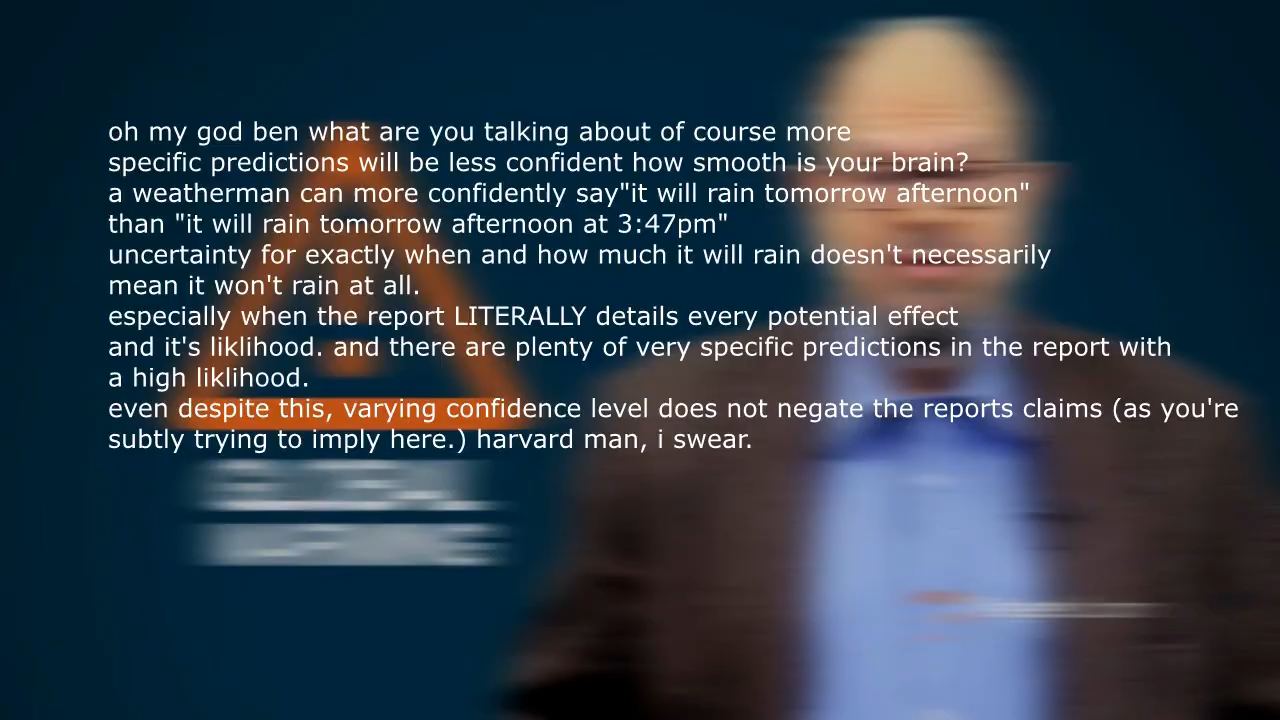 oh my god ben what are you talking about of course more
specific predictions will be less confident how smooth is your brain?
a weatherman can more confidently say"it will rain tomorrow afternoon"
than "it will rain tomorrow afternoon at 3:47pm"
uncertainty for exactly when and how much it will rain doesn't necessarily
mean it won't rain at all.
especially when the report LITERALLY details every potential effect
and it's liklihood. and there are plenty of very specific predictions in the report with
a high liklihood.
even despite this, varying confidence level does not negate the reports claims (as you're
subtly trying to imply here.) harvard man, i swear.